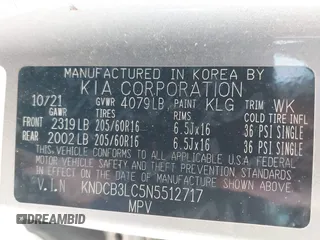 MANUFACTURED IN KOREA BY
KIA CORPORATION
10/21 GVWR 4079LB PAINT KLG TRIM WK
GAWR TIRES RIMS COLD TIRE INFL
FRONT 2319LB 205/60R16 6.5Jx16 36 PSI SINGLE
REAR 2002LB 205/60R16 6.5Jx16 36 PSI SINGLE
THIS VEHICLE CONFORMS TO ALL APPLICABLE U.S.A. FEDERAL
MOTOR VEHICLE SAFETY STANDARDS IN EFFECT ON THE DATE OF
MANUFACTURE SHOWN ABOVE.
V.I.N KNDCB3LC5N5512717
MPV
DREAMBID